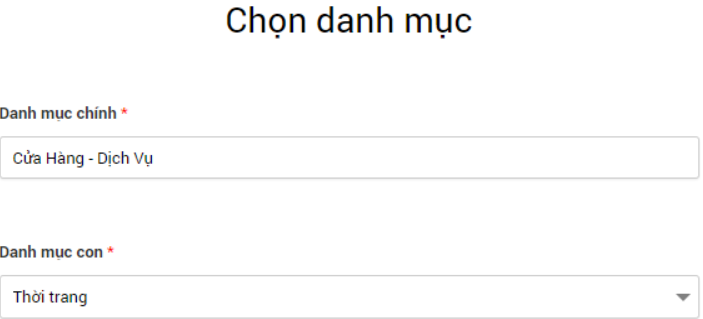 Chọn danh mục
Danh mục chính *
Cửa Hàng - Dịch Vụ
Danh mục con *
Thời trang